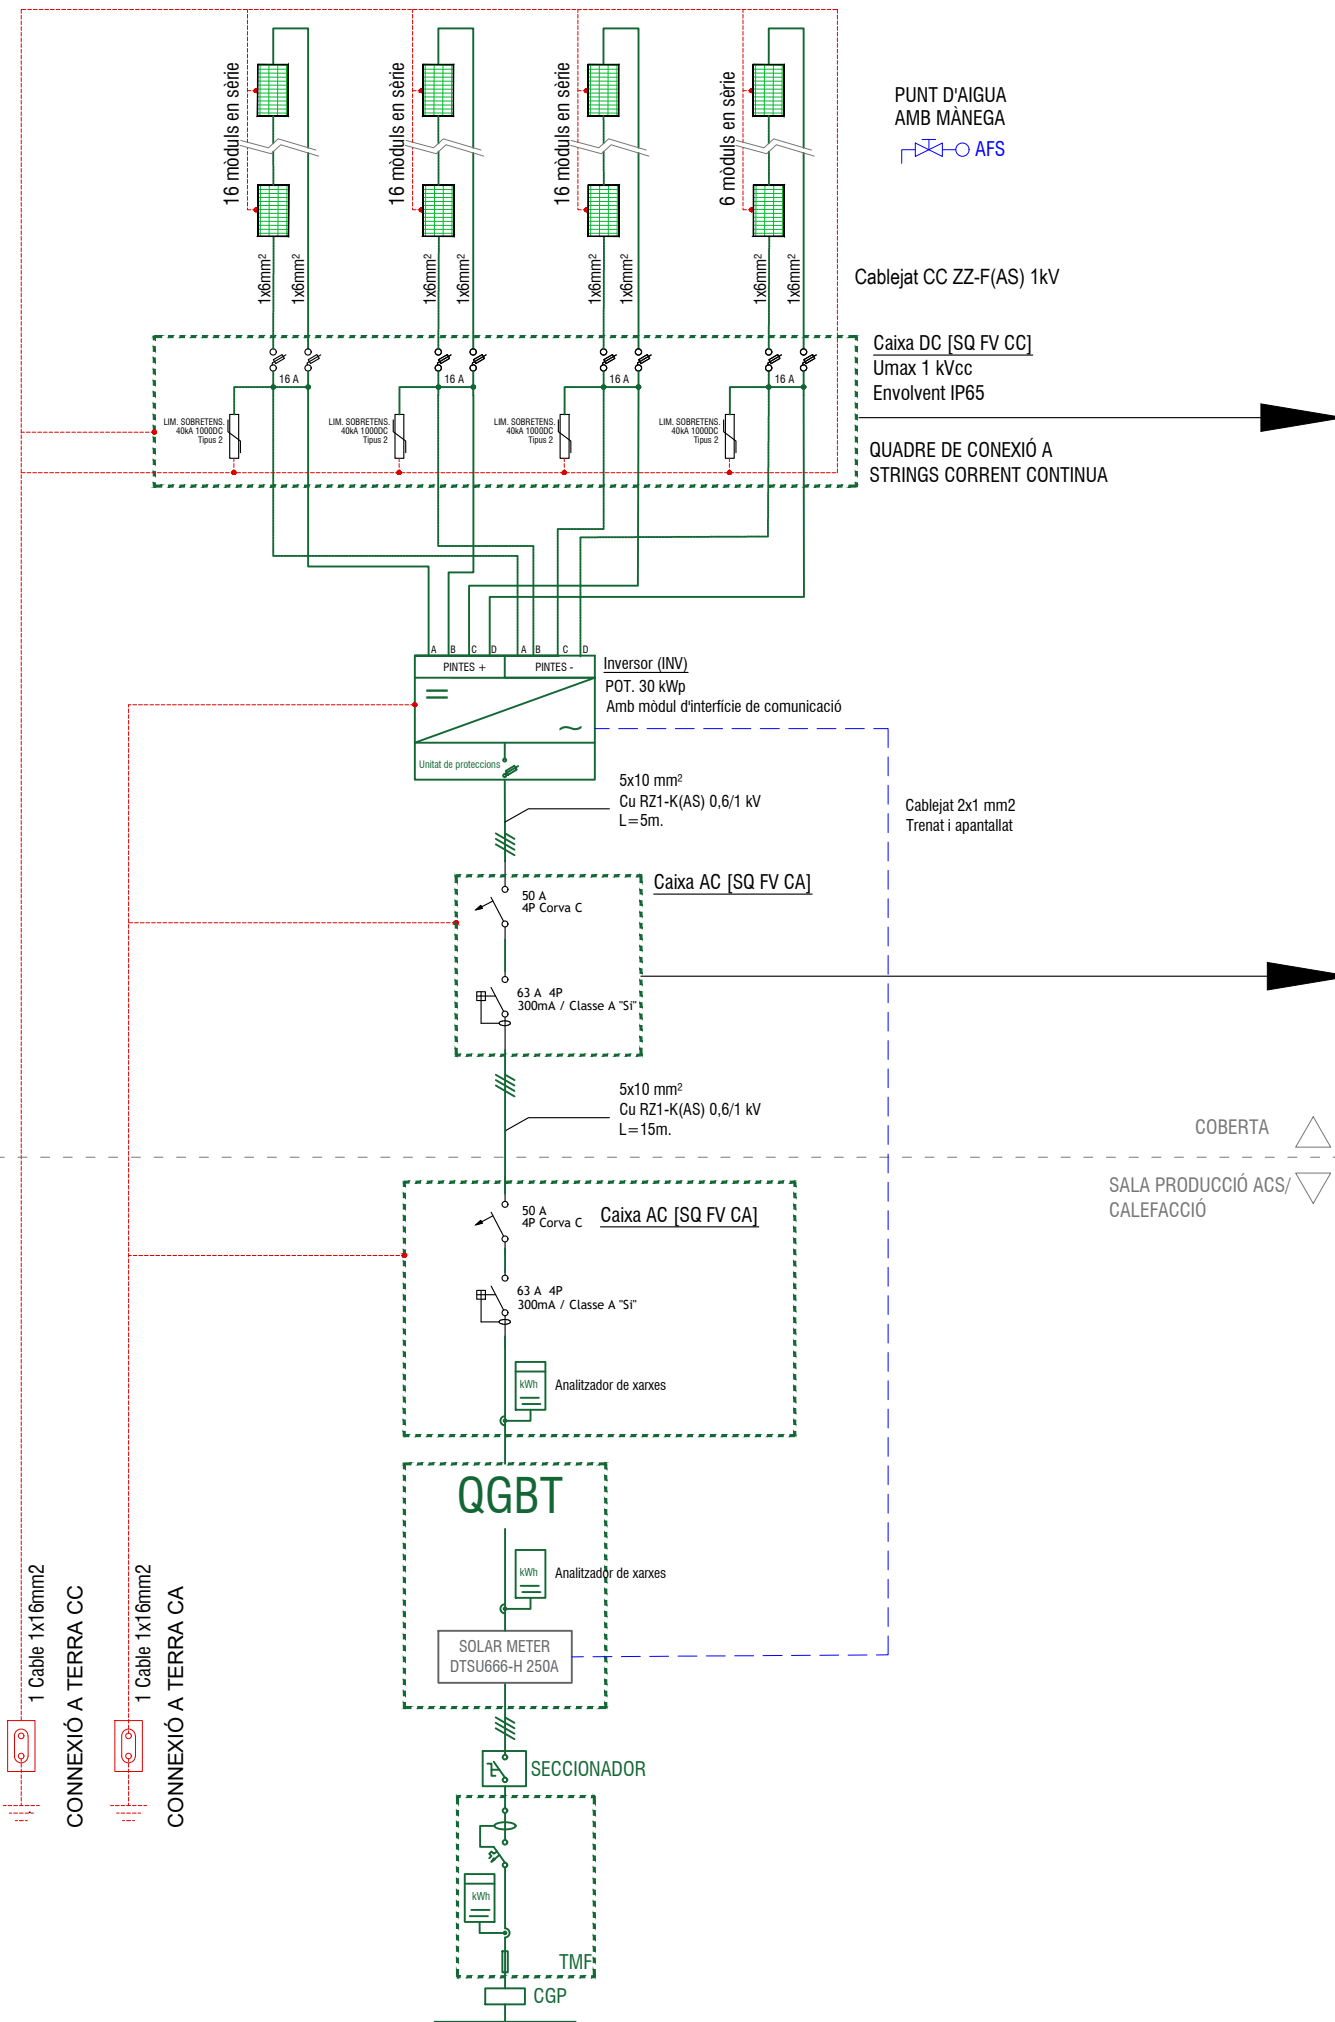 16 mòduls en sèrie
16 mòduls en sèrie
16 mòduls en sèrie
6 mòduls en sèrie
PUNT D'AIGUA
AMB MÀNEGA
AFS
1x6mm²
1x6mm²
1x6mm²
1x6mm²
1x6mm²
1x6mm²
1x6mm²
1x6mm²
Cablejat CC ZZ-F(AS) 1kV
Caixa DC [SQ FV CC]
Umax 1 kVcc
Envolvent IP65
16 A
16 A
16 A
16 A
LIM. SOBRETENS.
40kA 1000DC
Tipus 2
LIM. SOBRETENS.
40kA 1000DC
Tipus 2
LIM. SOBRETENS.
40kA 1000DC
Tipus 2
LIM. SOBRETENS.
40kA 1000DC
Tipus 2
QUADRE DE CONEXIÓ A
STRINGS CORRENT CONTINUA
A B C D A B C D
PINTES + PINTES -
Inversor (INV)
POT. 30 kWp
Amb mòdul d'interfície de comunicació
Unitat de proteccions
5x10 mm²
Cu RZ1-K(AS) 0,6/1 kV
L=5m.
Cablejat 2x1 mm2
Trenat i apantallat
Caixa AC [SQ FV CA]
50 A
4P Corva C
63 A 4P
300mA / Classe A "Si"
5x10 mm²
Cu RZ1-K(AS) 0,6/1 kV
L=15m.
COBERTA
SALA PRODUCCIÓ ACS/
CALEFACCIÓ
50 A
4P Corva C
Caixa AC [SQ FV CA]
63 A 4P
300mA / Classe A "Si"
kWh
Analitzador de xarxes
QGBT
kWh
Analitzador de xarxes
SOLAR METER
DTSU666-H 250A
1 Cable 1x16mm2
CONNEXIÓ A TERRA CC
1 Cable 1x16mm2
CONNEXIÓ A TERRA CA
SECCIONADOR
kWh
TMF
CGP